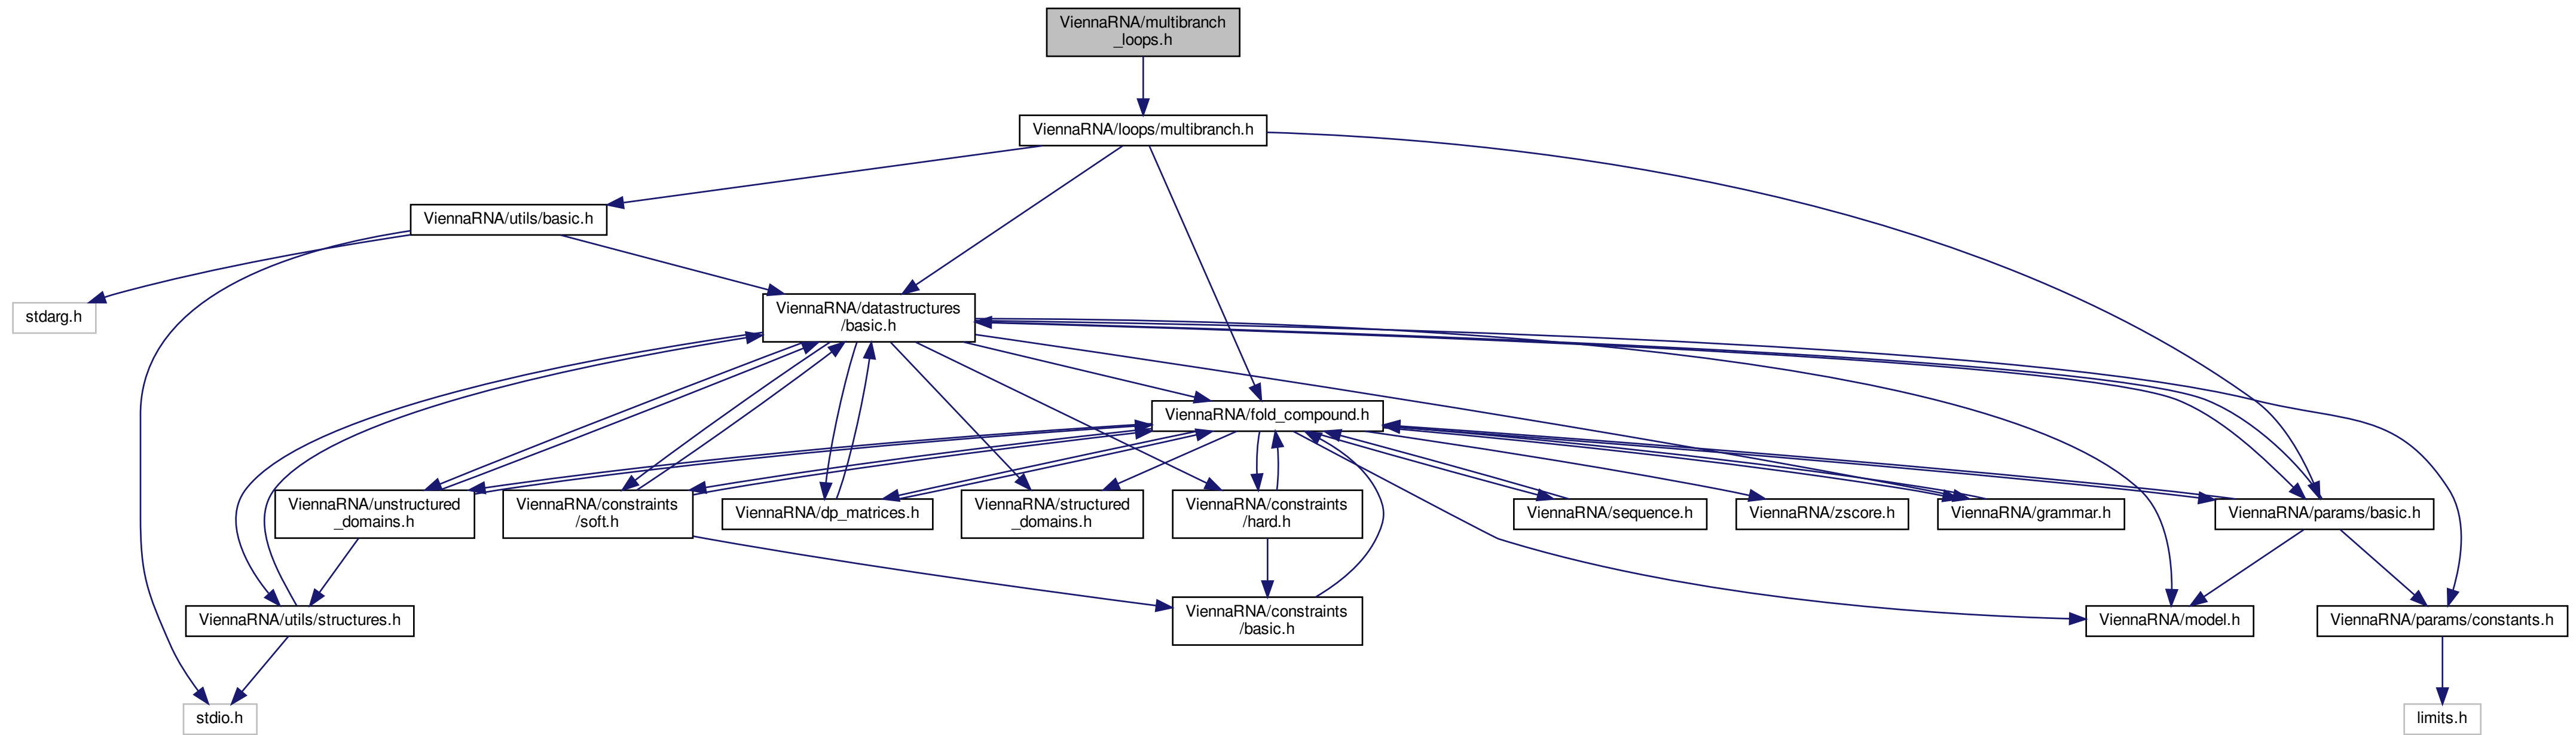 ViennaRNA/multibranch
_loops.h
ViennaRNA/loops/multibranch.h
ViennaRNA/utils/basic.h
stdarg.h
ViennaRNA/datastructures
/basic.h
ViennaRNA/fold_compound.h
ViennaRNA/unstructured
_domains.h
ViennaRNA/constraints
/soft.h
ViennaRNA/dp_matrices.h
ViennaRNA/structured
_domains.h
ViennaRNA/constraints
/hard.h
ViennaRNA/sequence.h
ViennaRNA/zscore.h
ViennaRNA/grammar.h
ViennaRNA/params/basic.h
ViennaRNA/utils/structures.h
ViennaRNA/constraints
/basic.h
ViennaRNA/model.h
ViennaRNA/params/constants.h
stdio.h
limits.h